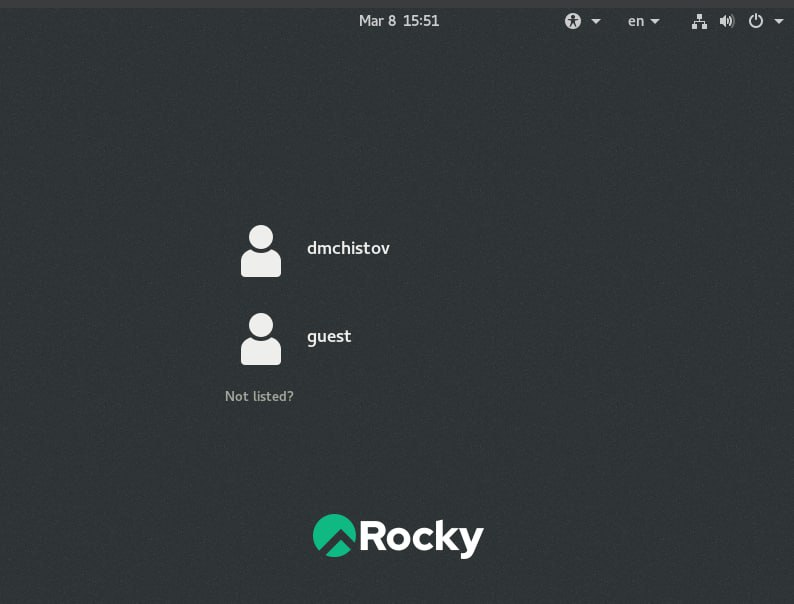 Mar 8 15:51
en
dmchistov
guest
Not listed?
Rocky